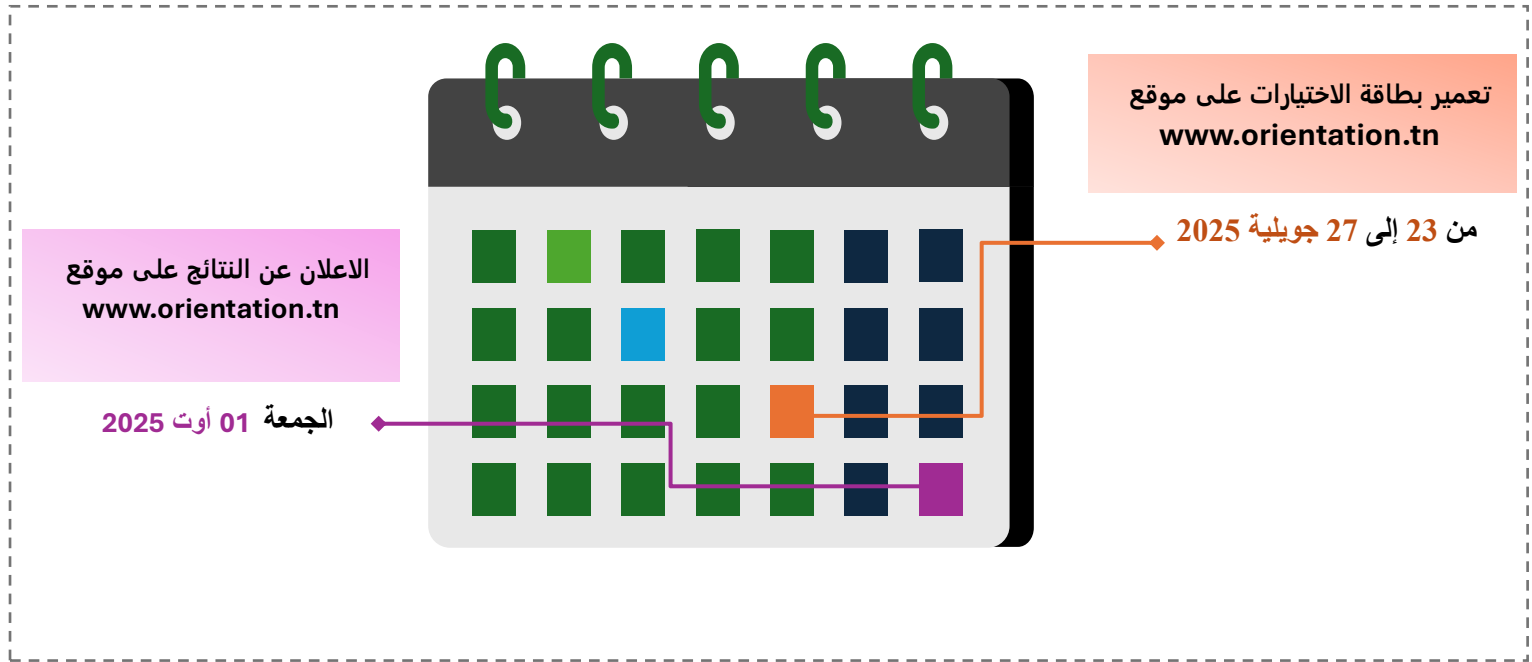 تعمير بطاقة الاختيارات على موقع
www.orientation.tn
من 23 إلى 27 جويلية 2025
الاعلان عن النتائج على موقع
www.orientation.tn
الجمعة 01 أوت 2025